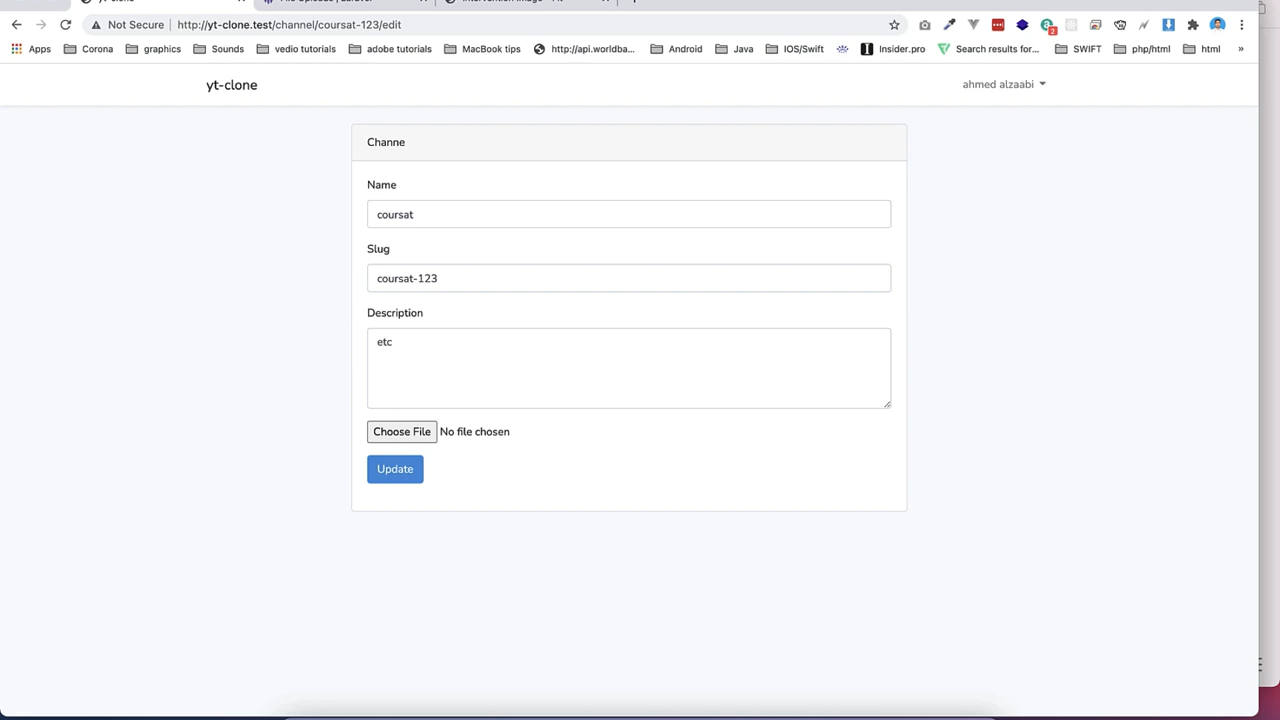 Not Secure http://yt-clone.test/channel/coursat-123/edit
2
Apps Corona graphics Sounds vedio tutorials adobe tutorials MacBook tips http://api.worldba... Android Java IOS/Swift Insider.pro Search results for... SWIFT php/html html »
yt-clone ahmed alzaabi
Channe
Name
coursat
Slug
coursat-123
Description
etc
Choose File No file chosen
Update